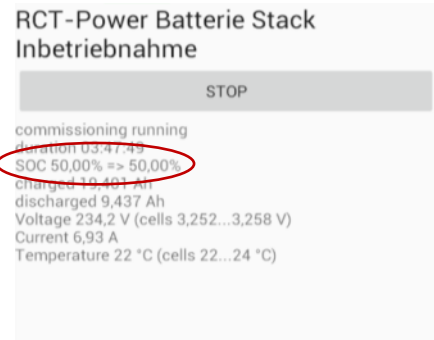 RCT-Power Batterie Stack
Inbetriebnahme
STOP
commissioning running
duration 03:47:49
SOC 50,00% => 50,00%
charged 19,401 Ah
discharged 9,437 Ah
Voltage 234,2 V (cells 3,252...3,258 V)
Current 6,93 A
Temperature 22 °C (cells 22...24 °C)